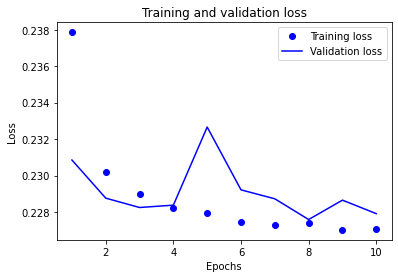 Training and validation loss
Training loss
Validation loss
0.238
0.236
0.234
0.232
0.230
0.228
Loss
2
4
6
8
10
Epochs